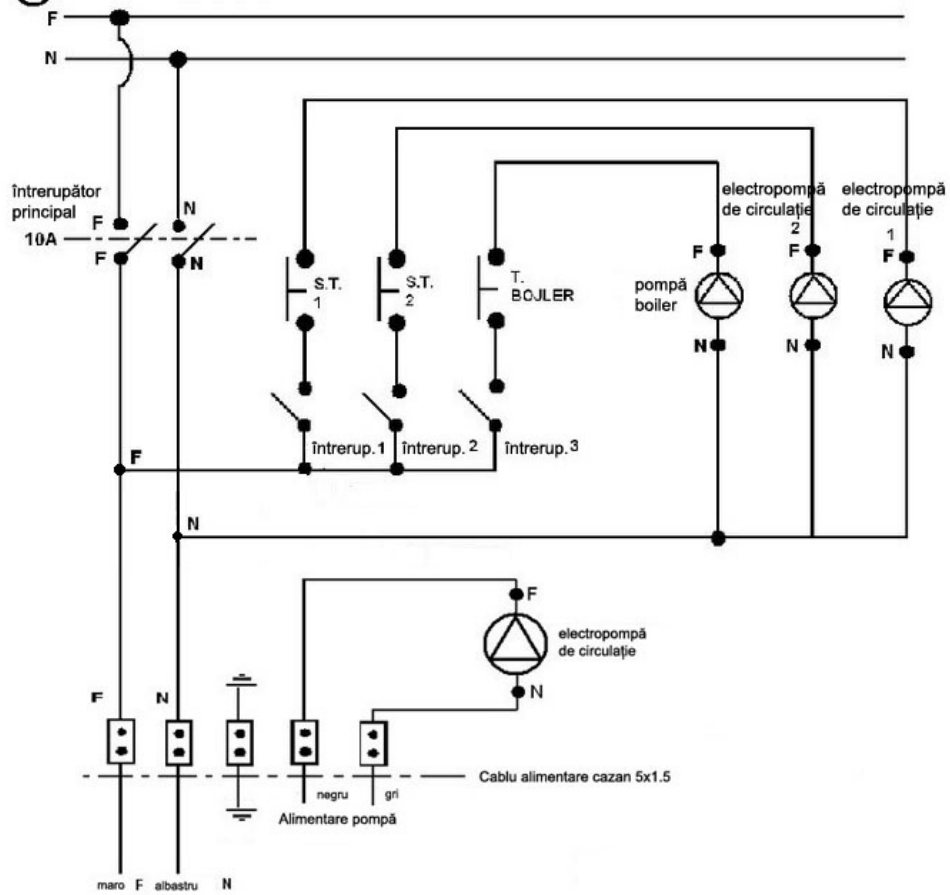 F
N
întrerupător
principal
10A
F
N
F
N
S.T.
1
S.T.
2
T.
BOJLER
pompă
boiler
electropompă
de circulație
2
electropompă
de circulație
1
F
F
F
N
N
N
întrerup. 1
întrerup. 2
întrerup. 3
F
N
F
electropompă
de circulație
N
F
N
Cablu alimentare cazan 5x1.5
negru
gri
Alimentare pompă
maro F albastru N